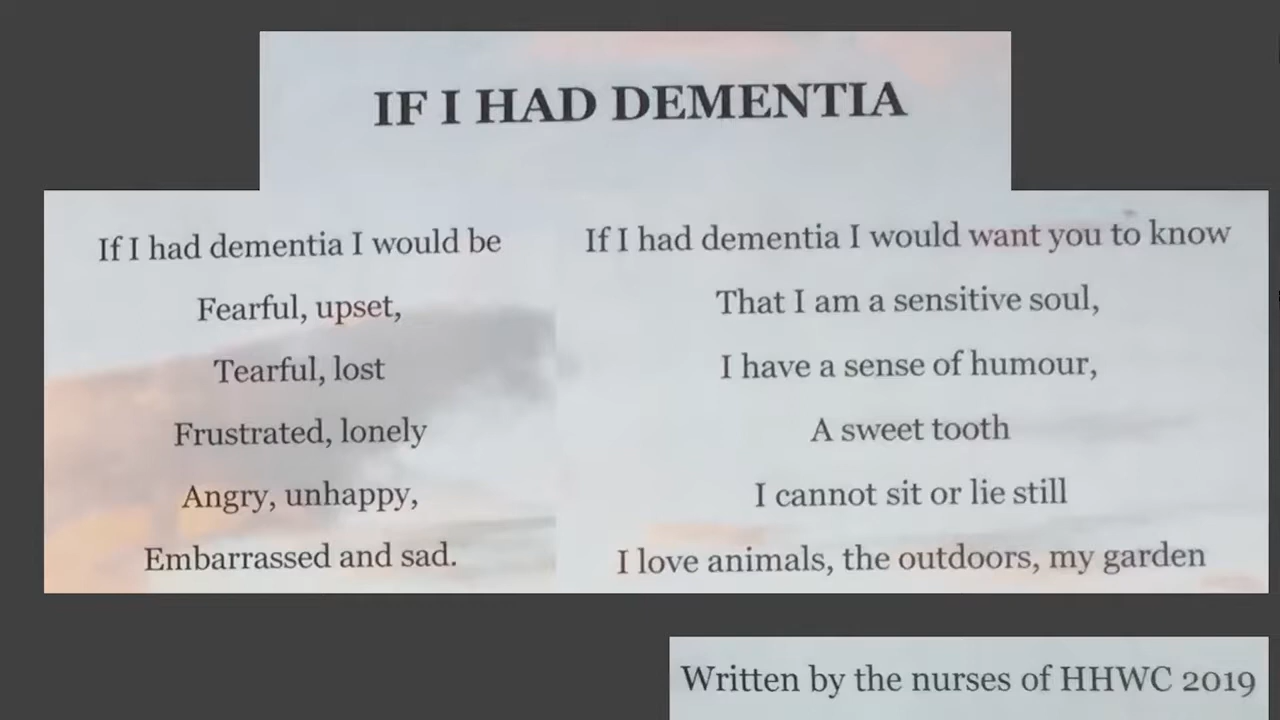 IF I HAD DEMENTIA
If I had dementia I would be
Fearful, upset,
Tearful, lost
Frustrated, lonely
Angry, unhappy,
Embarrassed and sad.
If I had dementia I would want you to know
That I am a sensitive soul,
I have a sense of humour,
A sweet tooth
I cannot sit or lie still
I love animals, the outdoors, my garden
Written by the nurses of HHWC 2019